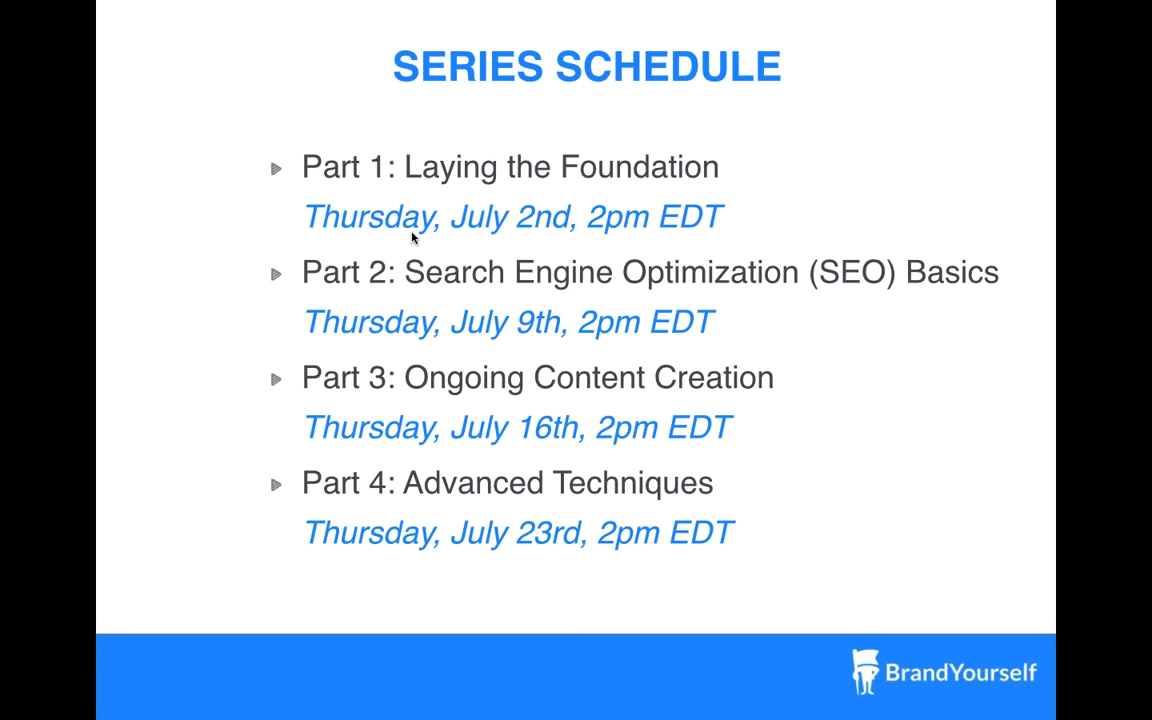 SERIES SCHEDULE
Part 1: Laying the Foundation
Thursday, July 2nd, 2pm EDT
Part 2: Search Engine Optimization (SEO) Basics
Thursday, July 9th, 2pm EDT
Part 3: Ongoing Content Creation
Thursday, July 16th, 2pm EDT
Part 4: Advanced Techniques
Thursday, July 23rd, 2pm EDT
BrandYourself